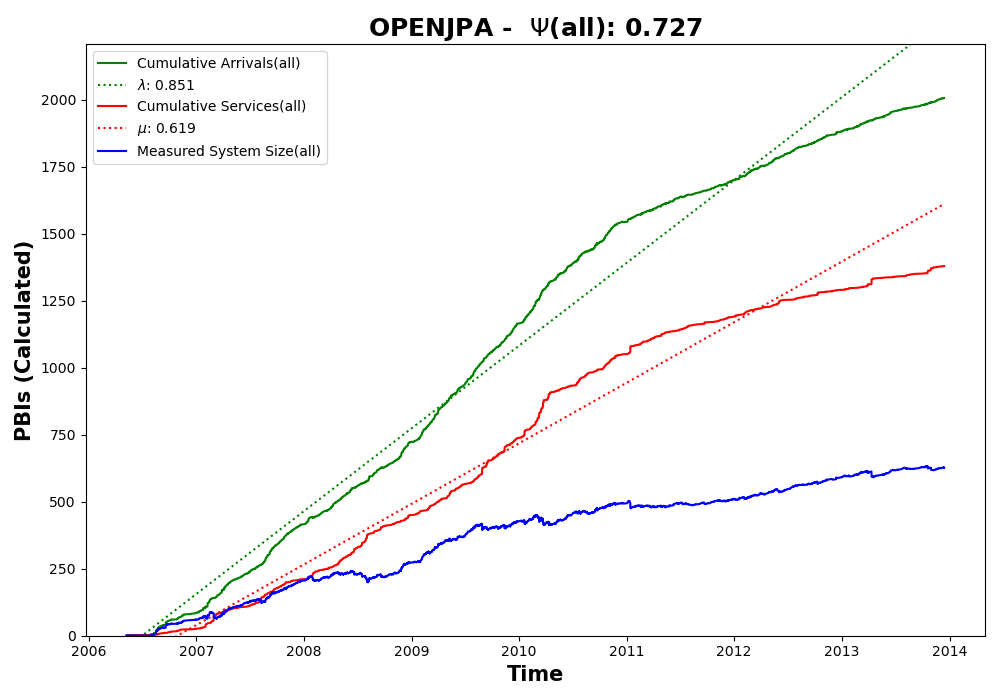 OPENJPA - Ψ(all): 0.727
Cumulative Arrivals(all)
λ: 0.851
Cumulative Services(all)
μ: 0.619
Measured System Size(all)
PBIs (Calculated)
2000
1750
1500
1250
1000
750
500
250
0
2006 2007 2008 2009 2010 2011 2012 2013 2014
Time